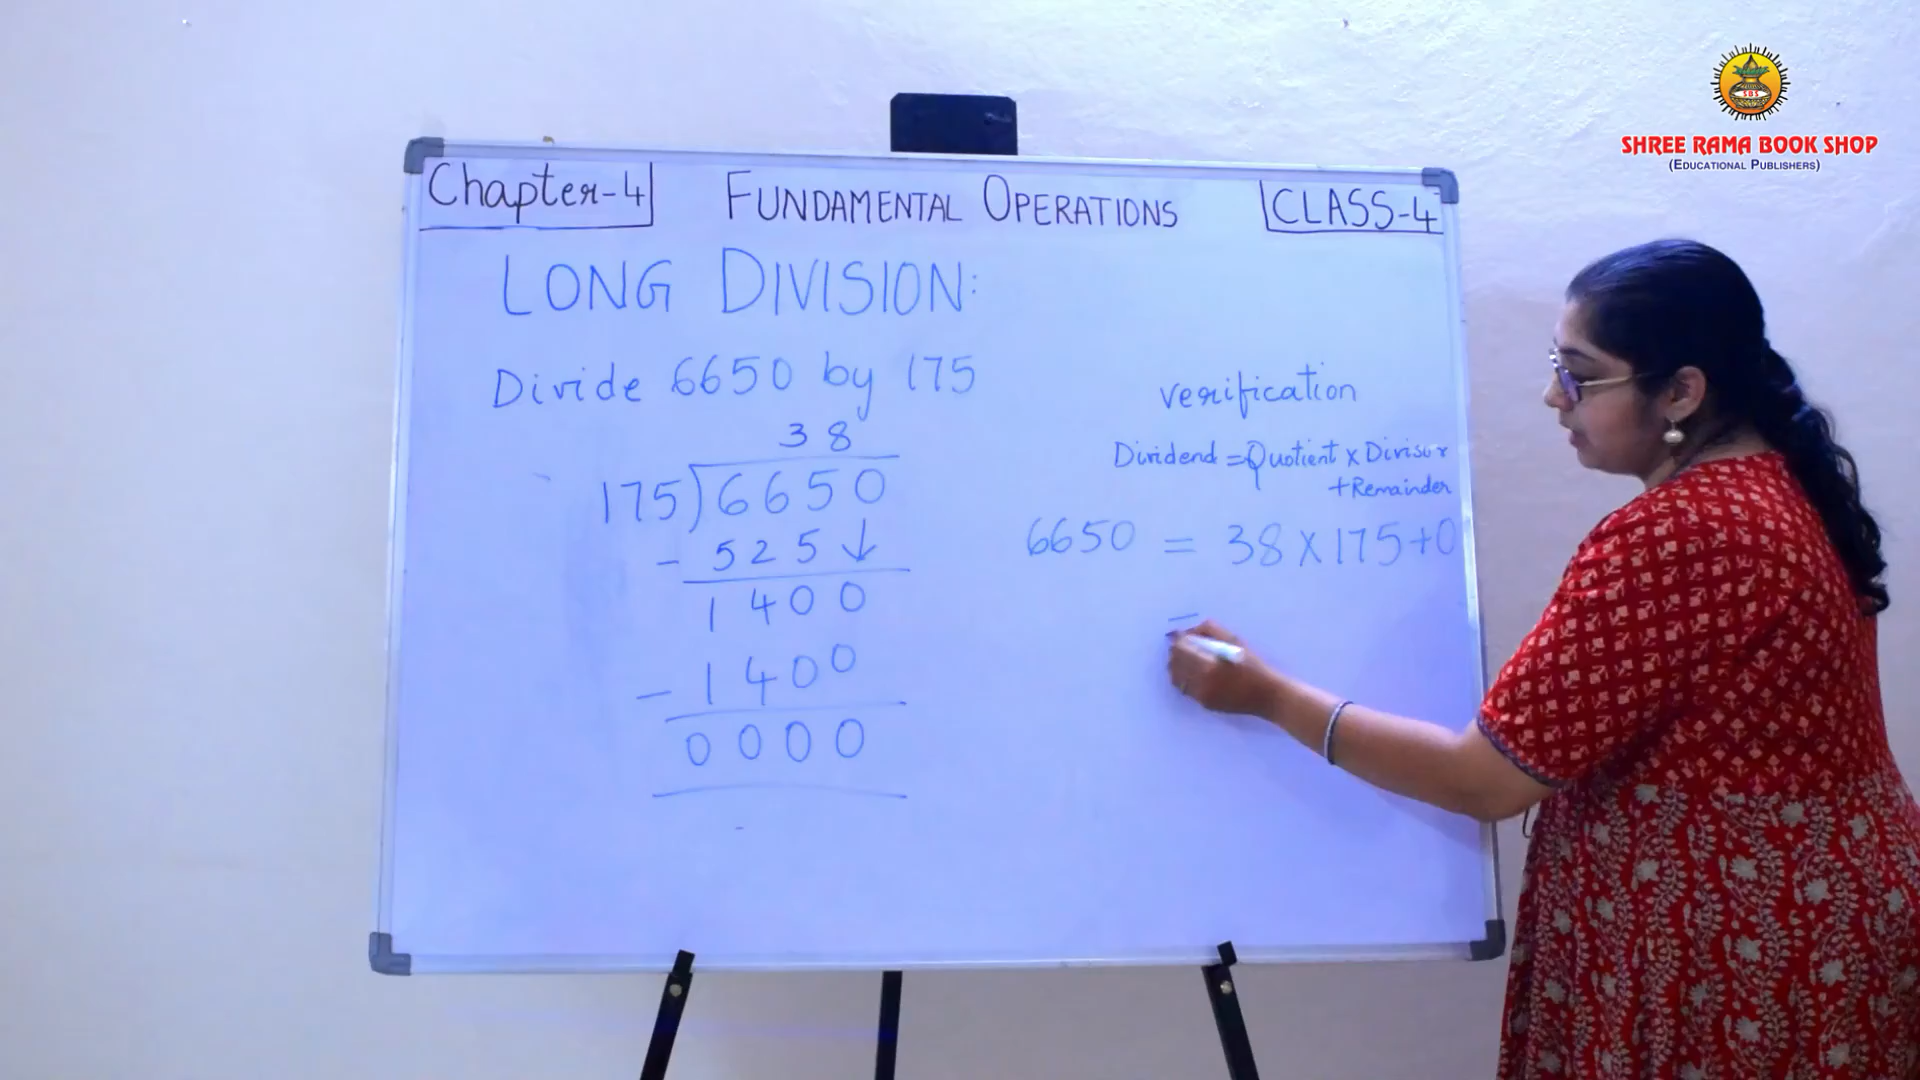 SBS
SHREE RAMA BOOK SHOP
(EDUCATIONAL PUBLISHERS)
Chapter-4
FUNDAMENTAL OPERATIONS
CLASS-4
LONG DIVISION:
Divide 6650 by 175
38
175)6650
- 525↓
1400
- 1400
0000
verification
Dividend = Quotient x Divisor
+Remainder
6650 = 38 X 175 + 0
=